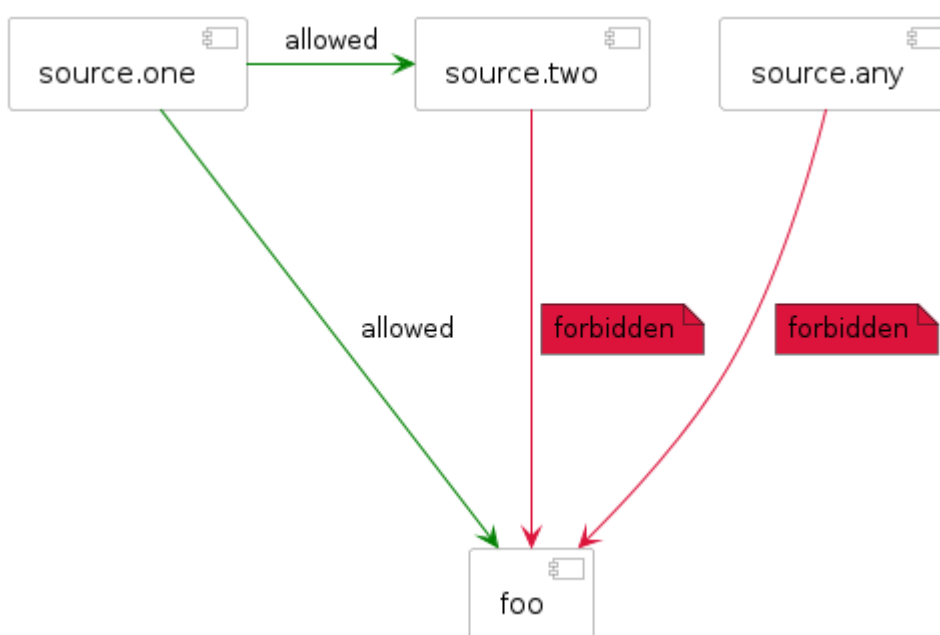 allowed
source.one
source.two
source.any
allowed
forbidden
forbidden
foo